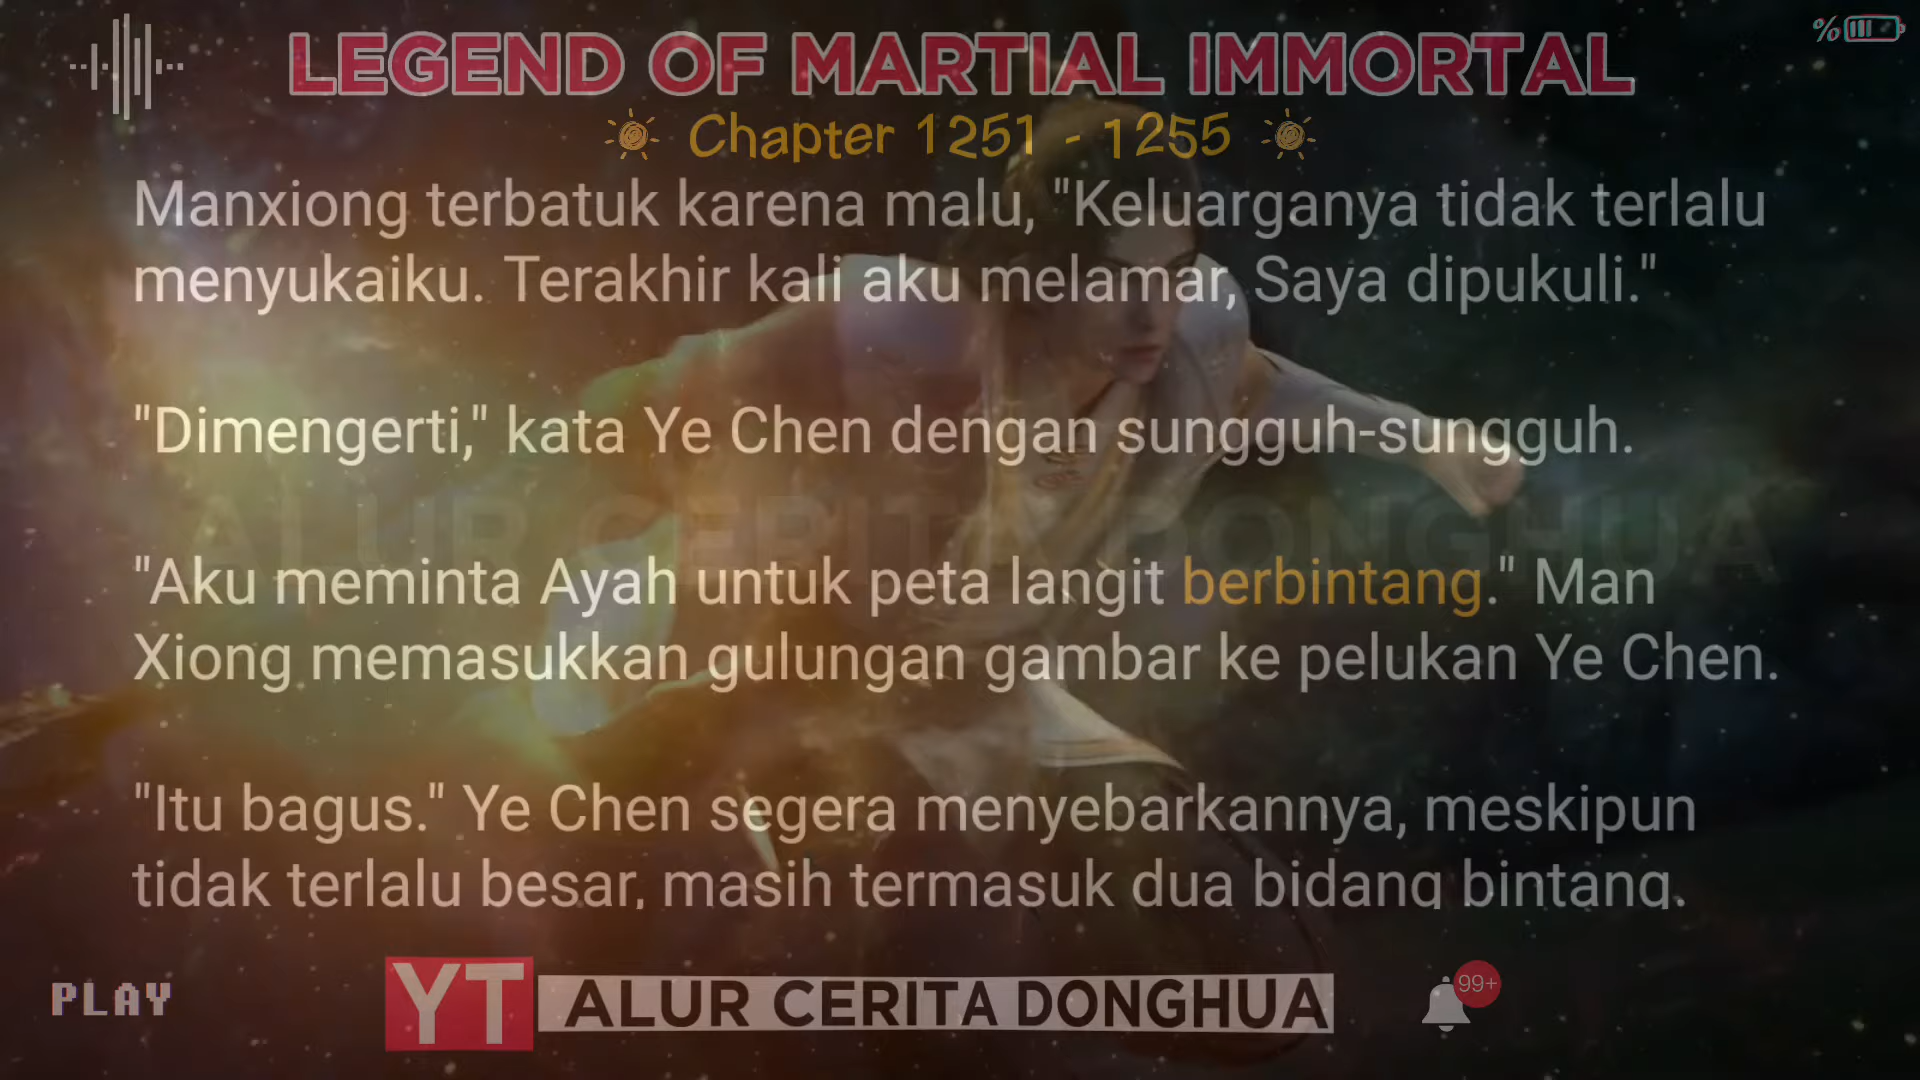 %
LEGEND OF MARTIAL IMMORTAL
Chapter 1251 - 1255
Manxiong terbatuk karena malu, "Keluarganya tidak terlalu
menyukaiku. Terakhir kali aku melamar, Saya dipukuli."
"Dimengerti," kata Ye Chen dengan sungguh-sungguh.
ALUR CERITA DONGHUA
"Aku meminta Ayah untuk peta langit berbintang." Man
Xiong memasukkan gulungan gambar ke pelukan Ye Chen.
"Itu bagus." Ye Chen segera menyebarkannya, meskipun
tidak terlalu besar, masih termasuk dua bidang bintang.
PLAY
YT ALUR CERITA DONGHUA
99+